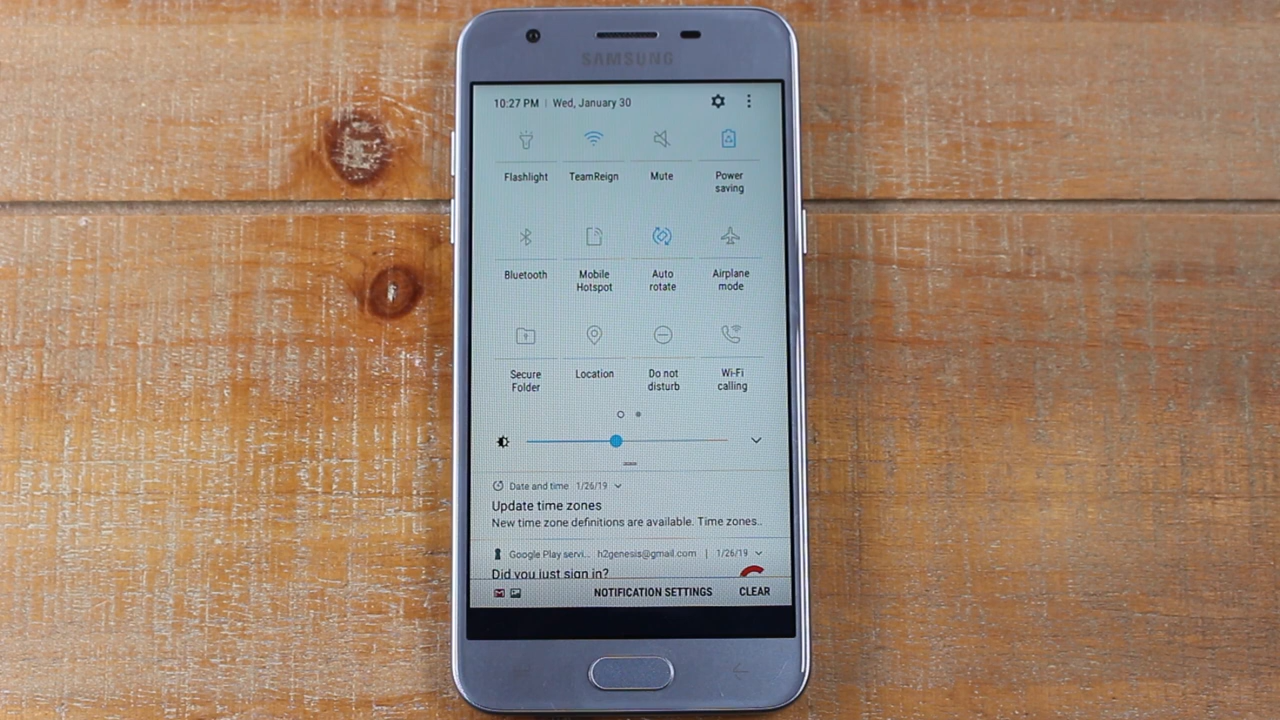 SAMSUNG
10:27 PM | Wed, January 30
Flashlight TeamReign Mute Power saving
Bluetooth Mobile Hotspot Auto rotate Airplane mode
Secure Folder Location Do not disturb Wi-Fi calling
Date and time 1/26/19
Update time zones
New time zone definitions are available. Time zones..
Google Play servi... h2genesis@gmail.com | 1/26/19
Did you just sign in?
NOTIFICATION SETTINGS CLEAR